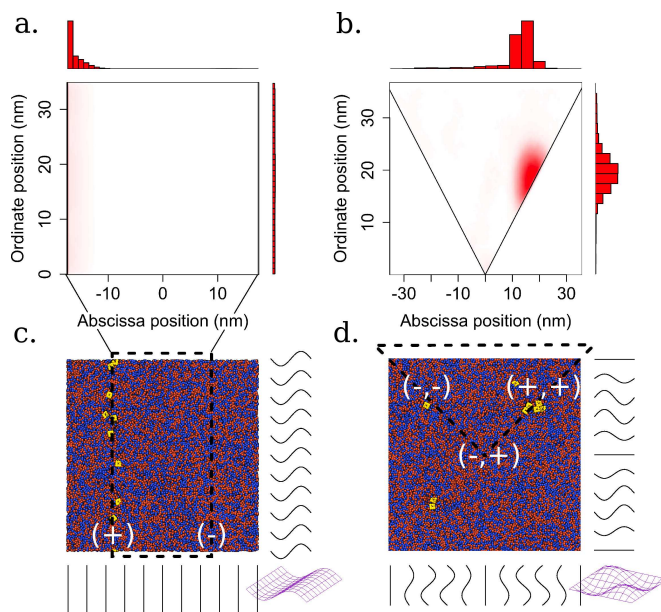 a.
b.
Ordinate position (nm)
0
10
20
30
-10
0
10
Abscissa position (nm)
Ordinate position (nm)
10
20
30
-30
-10
0
10
30
Abscissa position (nm)
c.
d.
(+)
(-)
(-,-)
(+,+)
(-,+)